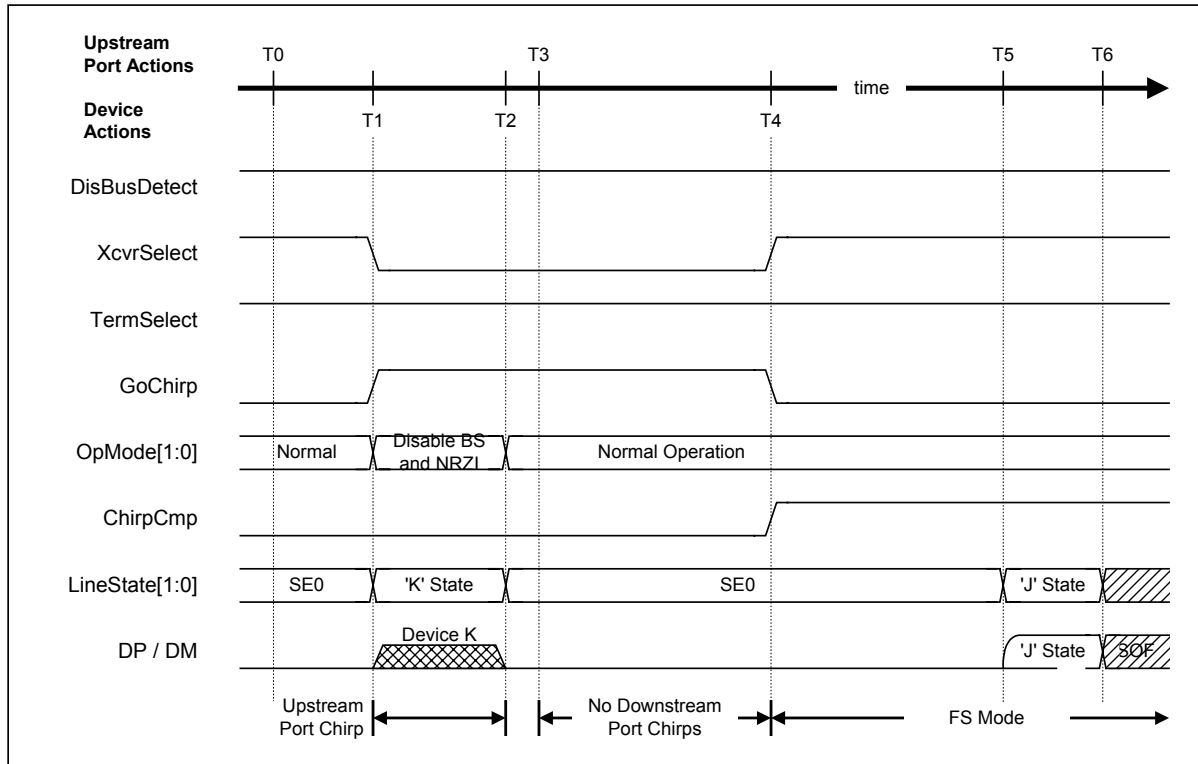 Upstream
Port Actions
T0
T3
T5
T6
time
Device
Actions
T1
T2
T4
DisBusDetect
XcvrSelect
TermSelect
GoChirp
OpMode[1:0]
Normal
Disable BS
and NRZI
Normal Operation
ChirpCmp
LineState[1:0]
SE0
'K' State
SE0
'J' State
DP / DM
Device K
'J' State
SOF
Upstream
Port Chirp
No Downstream
Port Chirps
FS Mode